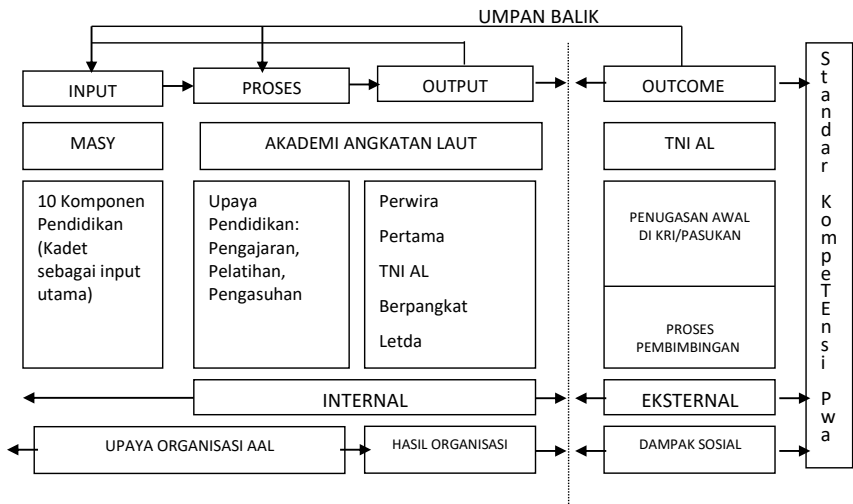 UMPAN BALIK
INPUT
PROSES
OUTPUT
OUTCOME
MASY
AKADEMI ANGKATAN LAUT
TNI AL
10 Komponen
Pendidikan
(Kadet
sebagai input
utama)
Upaya
Pendidikan:
Pengajaran,
Pelatihan,
Pengasuhan
Perwira
Pertama
TNI AL
Berpangkat
Letda
PENUGASAN AWAL
DI KRI/PASUKAN
PROSES
PEMBIMBINGAN
INTERNAL
EKSTERNAL
UPAYA ORGANISASI AAL
HASIL ORGANISASI
DAMPAK SOSIAL
Standar KompeTEnsi Pwa